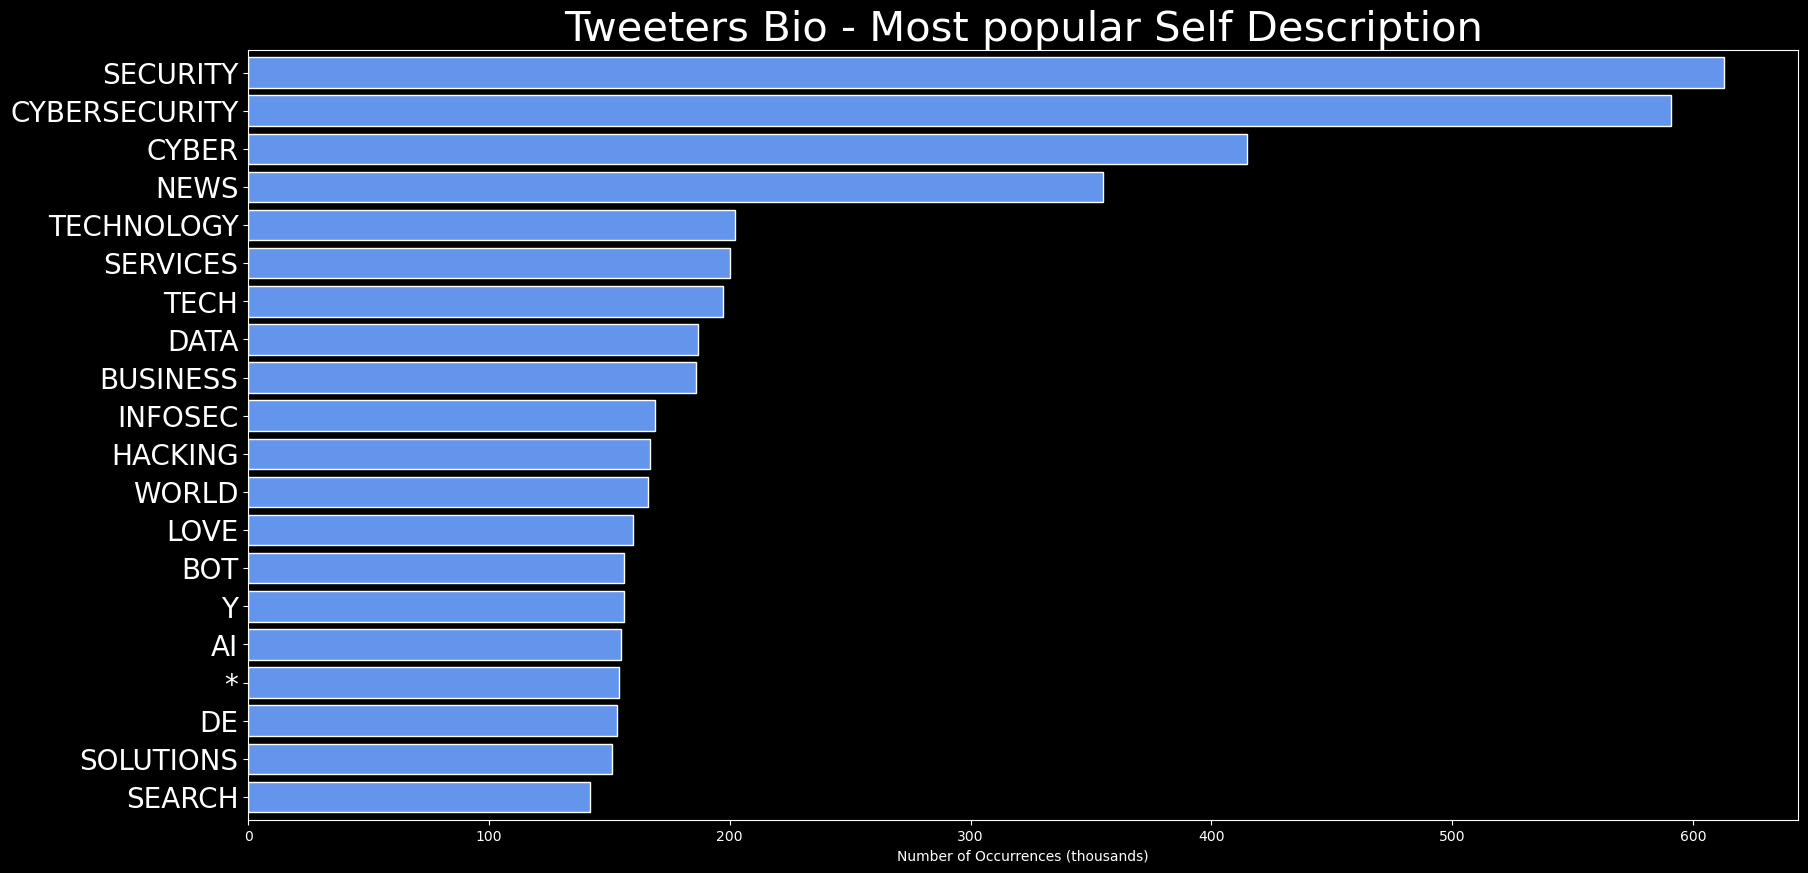 Tweeters Bio - Most popular Self Description
SECURITY
CYBERSECURITY
CYBER
NEWS
TECHNOLOGY
SERVICES
TECH
DATA
BUSINESS
INFOSEC
HACKING
WORLD
LOVE
BOT
Y
AI
*
DE
SOLUTIONS
SEARCH
0 100 200 300 400 500 600
Number of Occurrences (thousands)